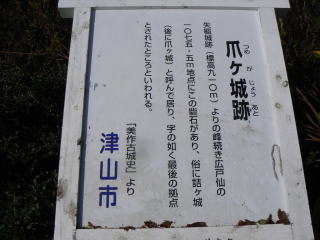 爪ヶ城跡
つめ が じょう あと
矢櫃城跡(標高九一〇m)よりの峰続き広戸仙の
一〇七五・五m地点にこの砦石があり、俗に詰ヶ城
(後に爪ヶ城)と呼んで居り、字の如く最後の拠点
とされたところといわれる。
「美作古城史」より
津山市